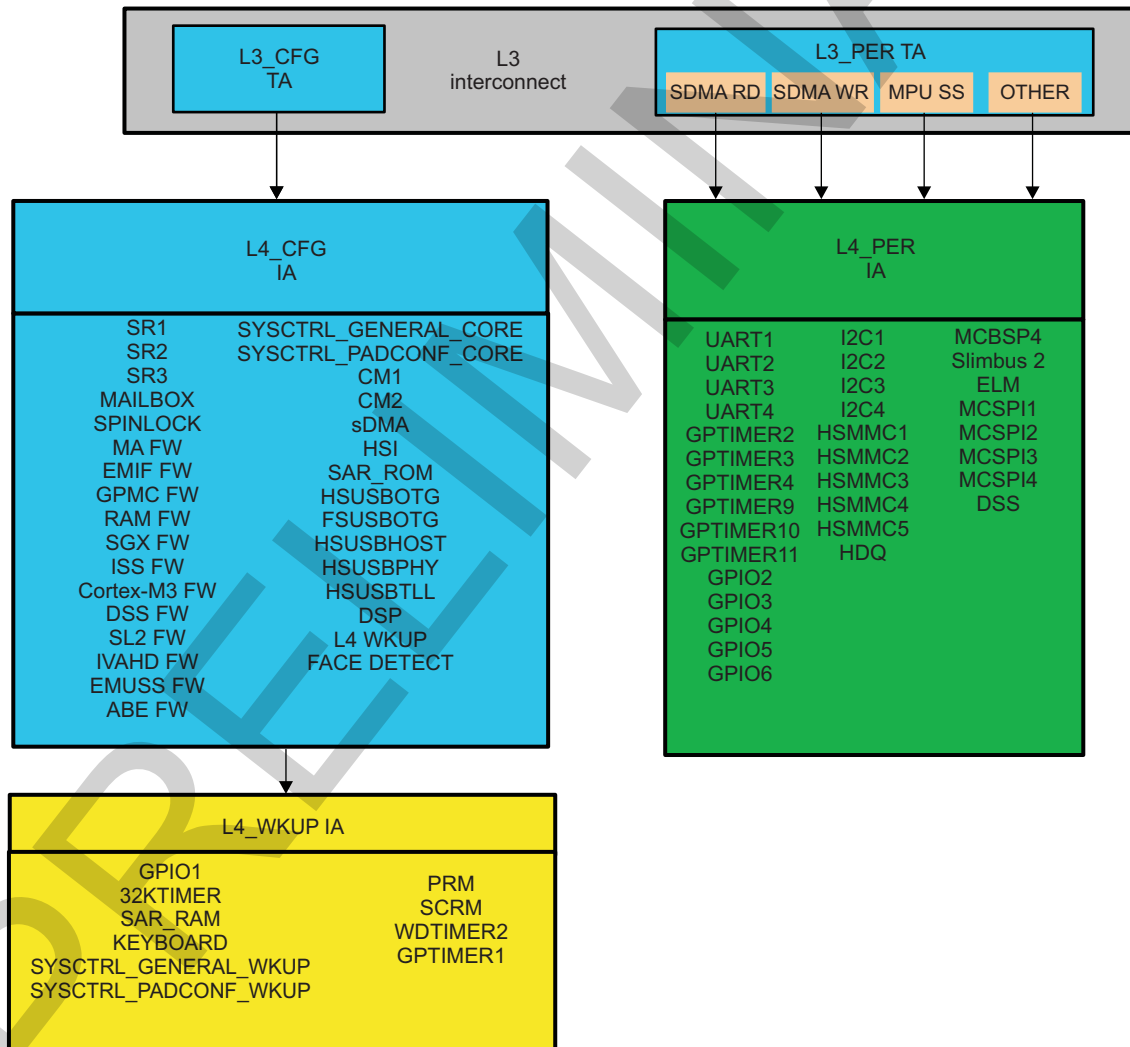 L3_CFG
TA
L3
interconnect
L3_PER TA
SDMA RD
SDMA WR
MPU SS
OTHER
L4_CFG
IA
SR1
SR2
SR3
MAILBOX
SPINLOCK
MA FW
EMIF FW
GPMC FW
RAM FW
SGX FW
ISS FW
Cortex-M3 FW
DSS FW
SL2 FW
IVAHD FW
EMUSS FW
ABE FW
SYSCTRL_GENERAL_CORE
SYSCTRL_PADCONF_CORE
CM1
CM2
sDMA
HSI
SAR_ROM
HSUSBOTG
FSUSBOTG
HSUSBHOST
HSUSBPHY
HSUSBTLL
DSP
L4 WKUP
FACE DETECT
L4_PER
IA
UART1
UART2
UART3
UART4
GPTIMER2
GPTIMER3
GPTIMER4
GPTIMER9
GPTIMER10
GPTIMER11
GPIO2
GPIO3
GPIO4
GPIO5
GPIO6
I2C1
I2C2
I2C3
I2C4
HSMMC1
HSMMC2
HSMMC3
HSMMC4
HSMMC5
HDQ
MCBSP4
Slimbus 2
ELM
MCSPI1
MCSPI2
MCSPI3
MCSPI4
DSS
L4_WKUP IA
GPIO1
32KTIMER
SAR_RAM
KEYBOARD
SYSCTRL_GENERAL_WKUP
SYSCTRL_PADCONF_WKUP
PRM
SCRM
WDTIMER2
GPTIMER1